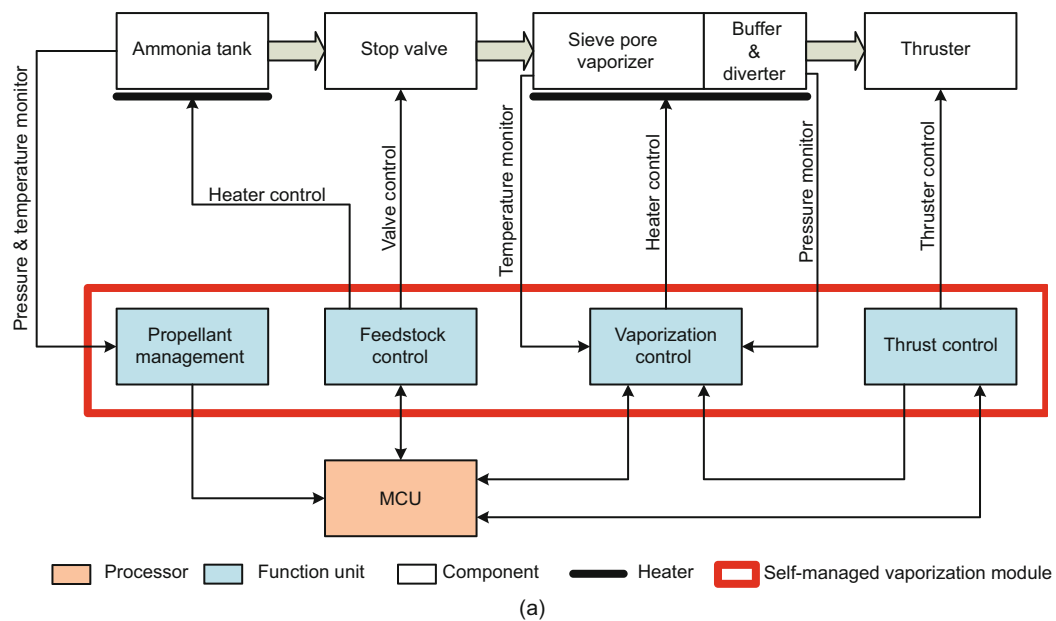 Ammonia tank
Stop valve
Sieve pore
vaporizer
Buffer
&
diverter
Thruster
Pressure & temperature monitor
Heater control
Valve control
Temperature monitor
Heater control
Pressure monitor
Thruster control
Propellant
management
Feedstock
control
Vaporization
control
Thrust control
MCU
Processor
Function unit
Component
Heater
Self-managed vaporization module
(a)